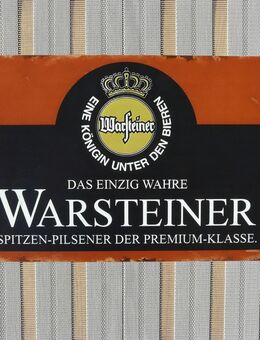 EINE KÖNIGIN UNTER DEN BIEREN
Warsteiner
DAS EINZIG WAHRE
WARSTEINER
SPITZEN-PILSENER DER PREMIUM-KLASSE.